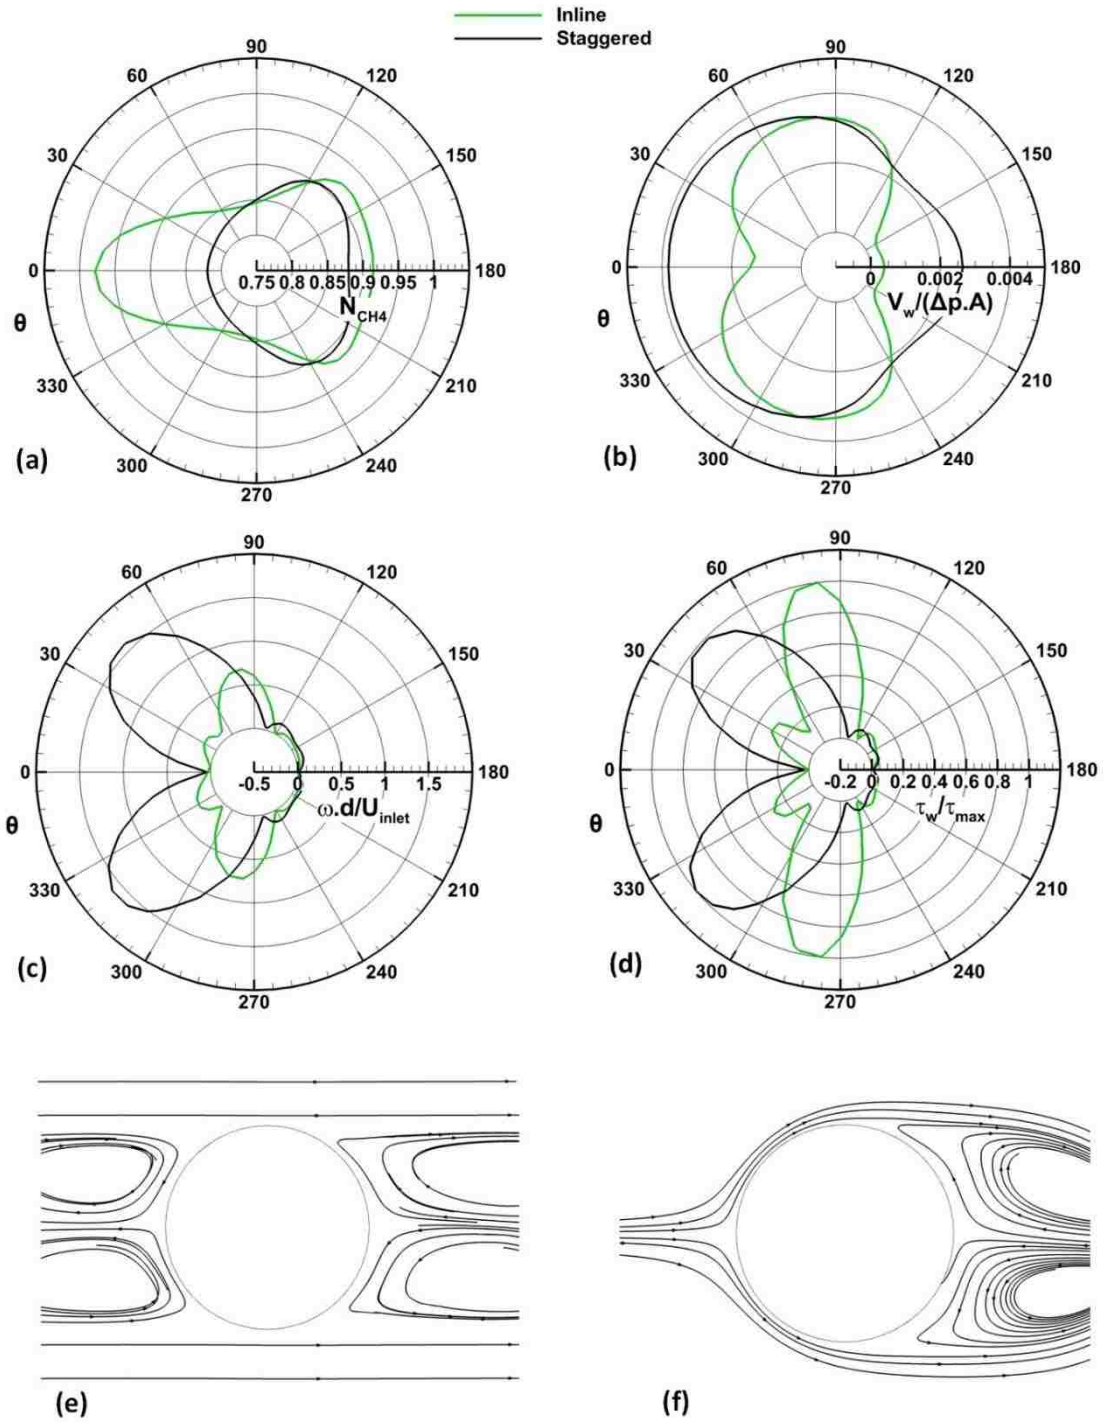 Inline
Staggered
90
60
120
30
150
0
0.75 0.8 0.85 0.9 0.95 1
180
N_CH4
θ
330
210
300
240
270
(a)
90
60
120
30
150
0
0 0.002 0.004
180
V_w/(Δp.A)
θ
330
210
300
240
270
(b)
90
60
120
30
150
0
-0.5 0 0.5 1 1.5
180
ω.d/U_inlet
θ
330
210
300
240
270
(c)
90
60
120
30
150
0
-0.2 0 0.2 0.4 0.6 0.8 1
180
τ_w/τ_max
θ
330
210
300
240
270
(d)
(e)
(f)